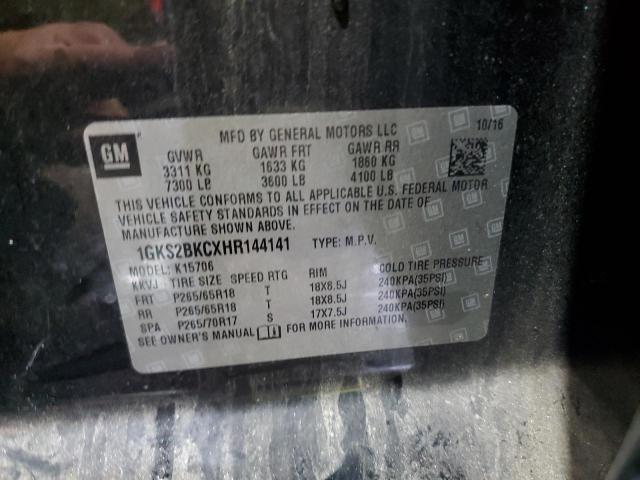 GM
MFD BY GENERAL MOTORS LLC 10/16
GVWR GAWR FRT GAWR RR
3311 KG 1633 KG 1860 KG
7300 LB 3600 LB 4100 LB
THIS VEHICLE CONFORMS TO ALL APPLICABLE U.S. FEDERAL MOTOR
VEHICLE SAFETY STANDARDS IN EFFECT ON THE DATE OF
MANUFACTURE SHOWN ABOVE.
1GKS2BKCXHR144141 TYPE: M.P.V.
MODEL: K15706
KKVJ TIRE SIZE SPEED RTG RIM COLD TIRE PRESSURE
FRT P265/65R18 T 18X8.5J 240KPA(35PSI)
RR P265/65R18 T 18X8.5J 240KPA(35PSI)
SPA P265/70R17 S 17X7.5J 240KPA(35PSI)
SEE OWNER'S MANUAL FOR MORE INFORMATION.